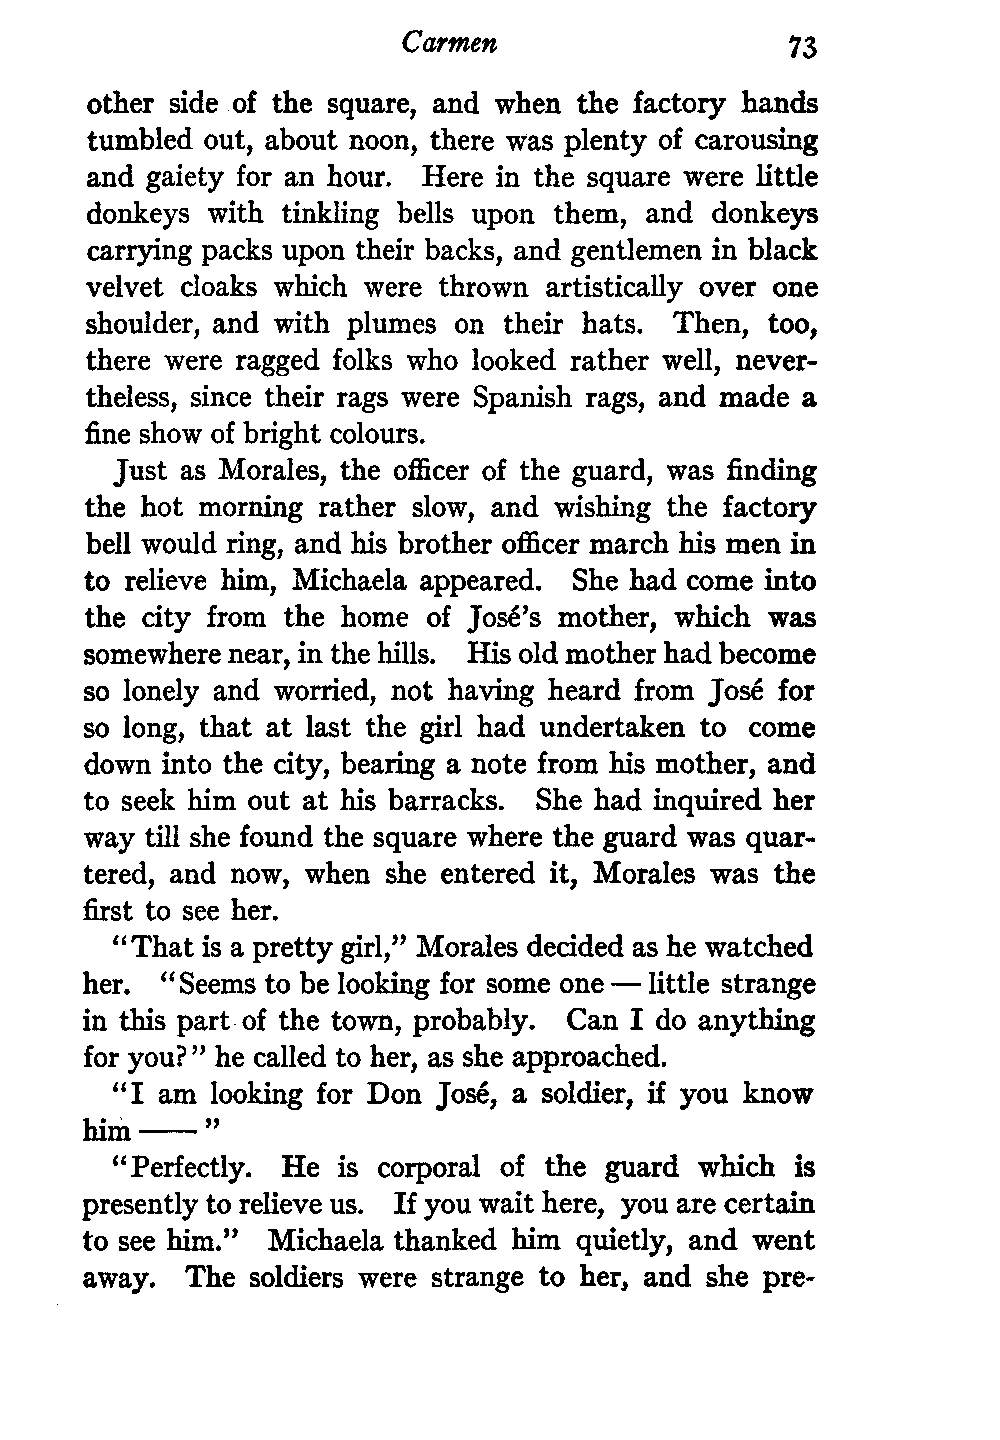 Carmen 73
other side of the square, and when the factory hands
tumbled out, about noon, there was plenty of carousing
and gaiety for an hour. Here in the square were little
donkeys with tinkling bells upon them, and donkeys
carrying packs upon their backs, and gentlemen in black
velvet cloaks which were thrown artistically over one
shoulder, and with plumes on their hats. Then, too,
there were ragged folks who looked rather well, never-
theless, since their rags were Spanish rags, and made a
fine show of bright colours.
Just as Morales, the officer of the guard, was finding
the hot morning rather slow, and wishing the factory
bell would ring, and his brother officer march his men in
to relieve him, Michaela appeared. She had come into
the city from the home of José's mother, which was
somewhere near, in the hills. His old mother had become
so lonely and worried, not having heard from José for
so long, that at last the girl had undertaken to come
down into the city, bearing a note from his mother, and
to seek him out at his barracks. She had inquired her
way till she found the square where the guard was quar-
tered, and now, when she entered it, Morales was the
first to see her.
"That is a pretty girl," Morales decided as he watched
her. "Seems to be looking for some one — little strange
in this part of the town, probably. Can I do anything
for you?" he called to her, as she approached.
"I am looking for Don José, a soldier, if you know
him —— "
"Perfectly. He is corporal of the guard which is
presently to relieve us. If you wait here, you are certain
to see him." Michaela thanked him quietly, and went
away. The soldiers were strange to her, and she pre-